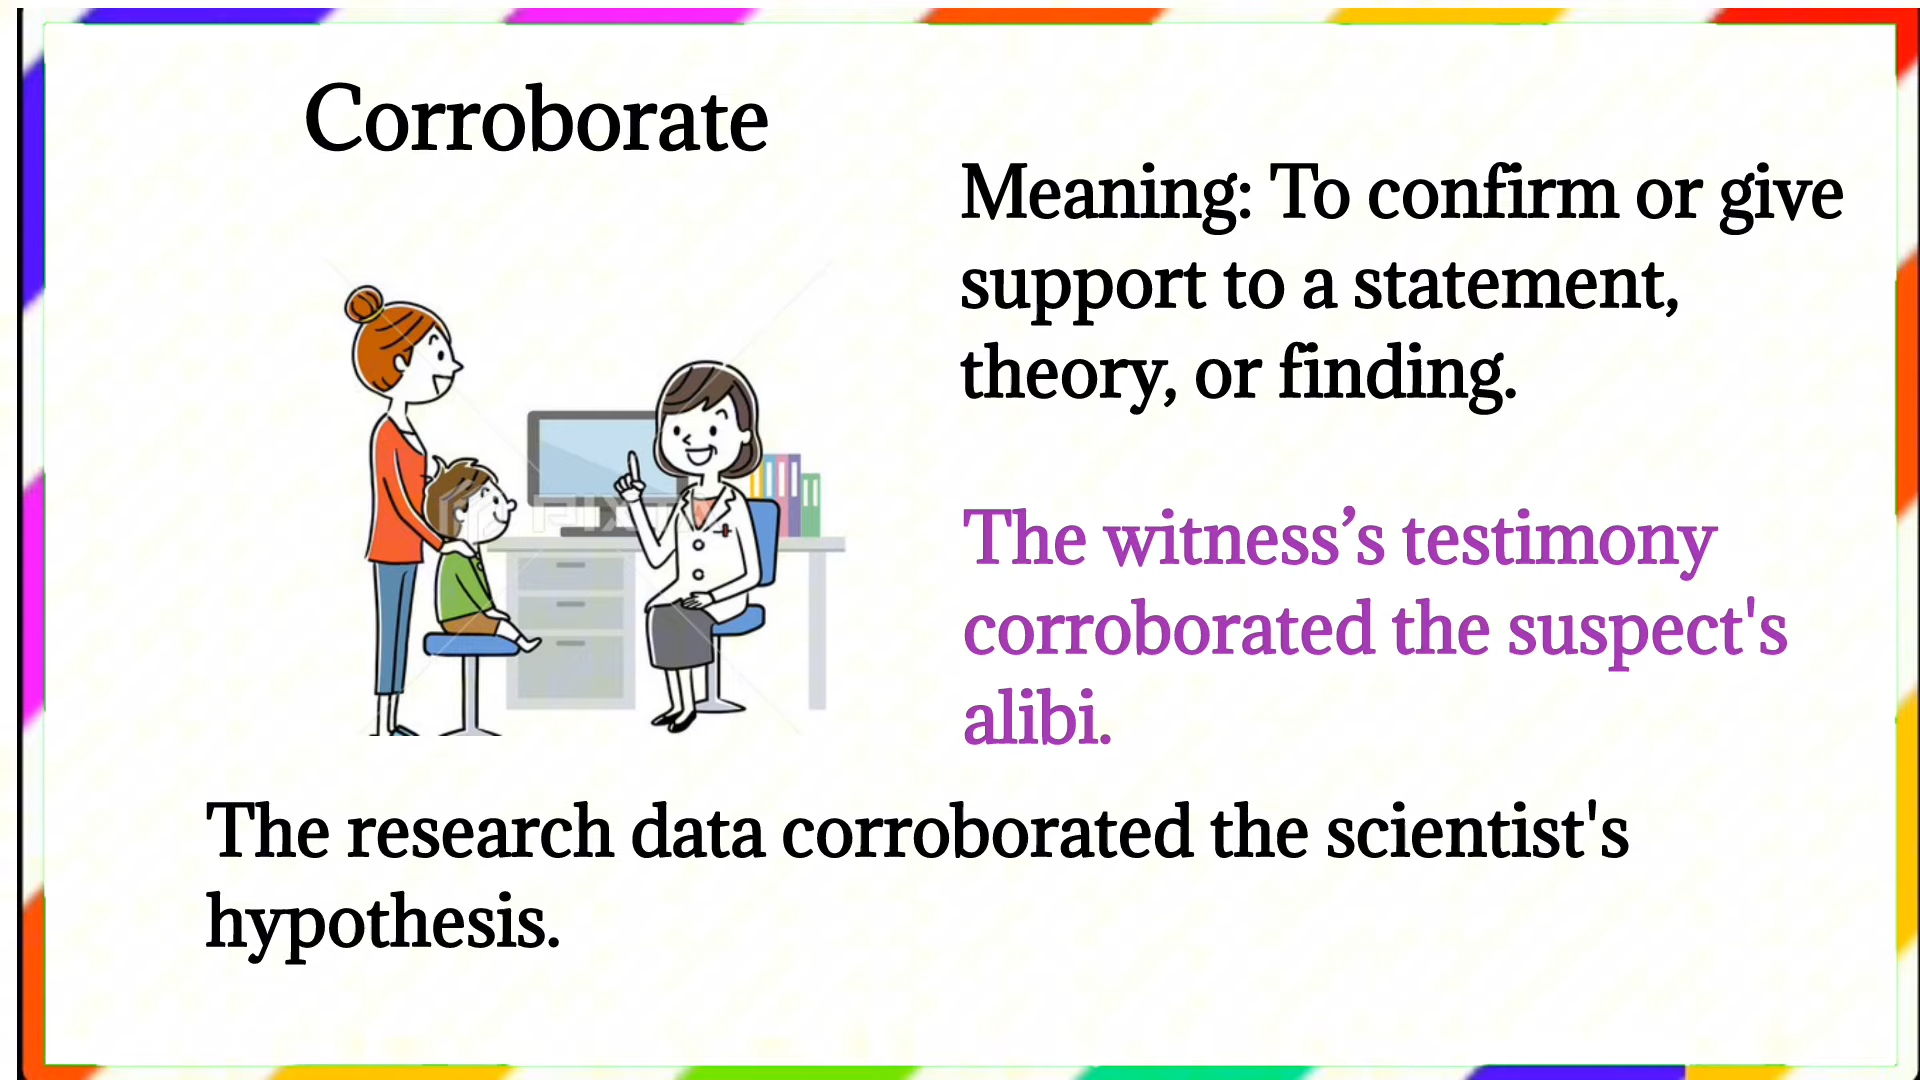 Corroborate
Meaning: To confirm or give
support to a statement,
theory, or finding.
The witness’s testimony
corroborated the suspect's
alibi.
The research data corroborated the scientist's
hypothesis.